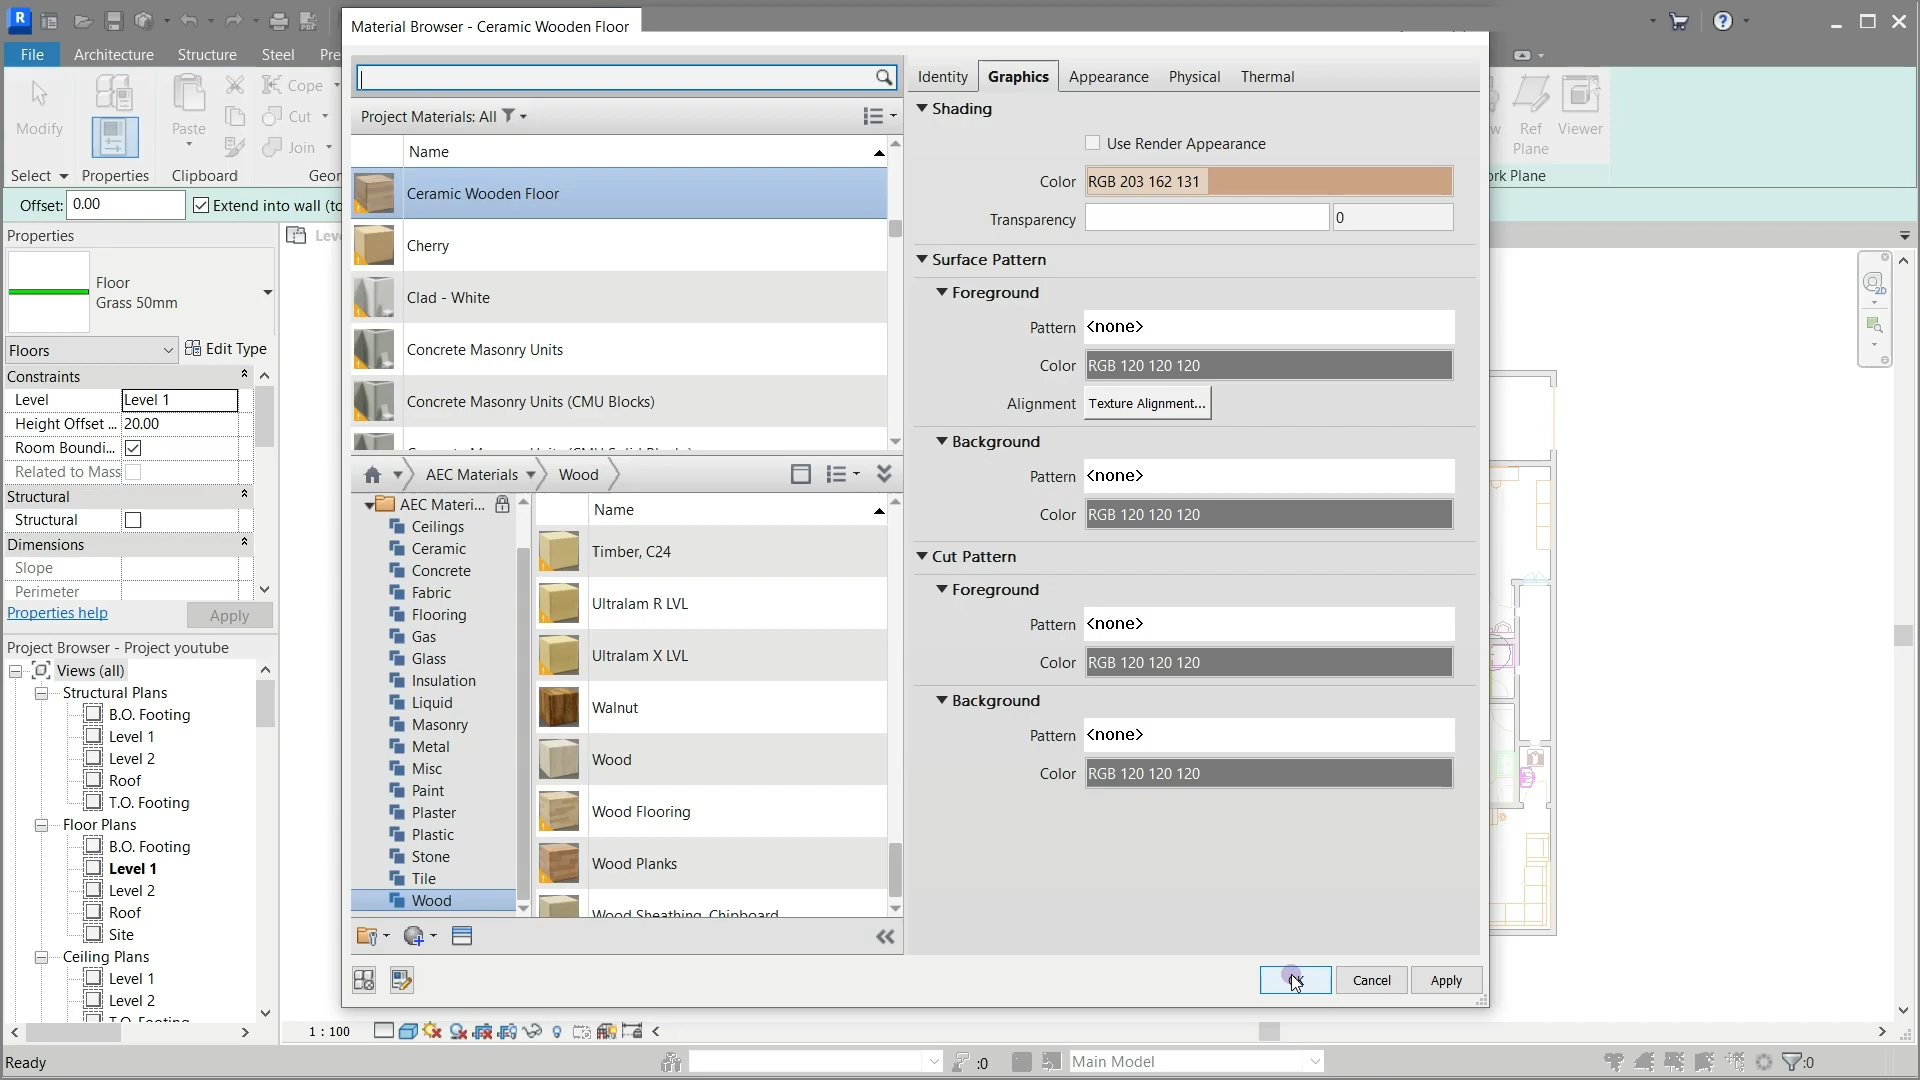 Material Browser - Ceramic Wooden Floor
File
Architecture
Structure
Steel
Pre
Modify
Paste
Cope
Cut
Join
Select
Properties
Clipboard
Geor
Ref
Plane
Viewer
ork Plane
Offset:
0.00
Extend into wall (to
Properties
Floor
Grass 50mm
Floors
Edit Type
Constraints
Level
Level 1
Height Offset ...
20.00
Room Boundi...
Related to Mass
Structural
Structural
Dimensions
Slope
Perimeter
Properties help
Apply
Project Browser - Project youtube
Views (all)
Structural Plans
B.O. Footing
Level 1
Level 2
Roof
T.O. Footing
Floor Plans
B.O. Footing
Level 1
Level 2
Roof
Site
Ceiling Plans
Level 1
Level 2
Project Materials: All
Name
Ceramic Wooden Floor
Cherry
Clad - White
Concrete Masonry Units
Concrete Masonry Units (CMU Blocks)
AEC Materials
Wood
AEC Materi...
Ceilings
Ceramic
Concrete
Fabric
Flooring
Gas
Glass
Insulation
Liquid
Masonry
Metal
Misc
Paint
Plaster
Plastic
Stone
Tile
Wood
Name
Timber, C24
Ultralam R LVL
Ultralam X LVL
Walnut
Wood
Wood Flooring
Wood Planks
Wood Sheathing, Chipboard
Identity
Graphics
Appearance
Physical
Thermal
Shading
Use Render Appearance
Color
RGB 203 162 131
Transparency
0
Surface Pattern
Foreground
Pattern
<none>
Color
RGB 120 120 120
Alignment
Texture Alignment...
Background
Pattern
<none>
Color
RGB 120 120 120
Cut Pattern
Foreground
Pattern
<none>
Color
RGB 120 120 120
Background
Pattern
<none>
Color
RGB 120 120 120
Cancel
Apply
1 : 100
Ready
:0
Main Model
:0